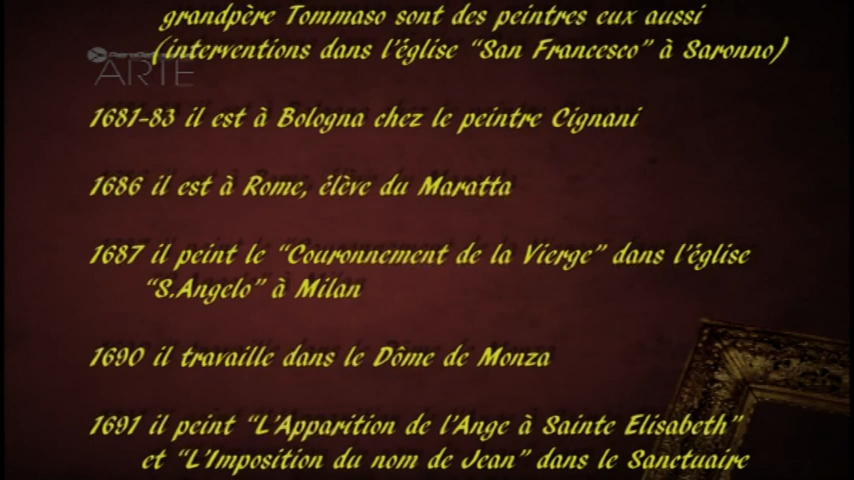 grandpère Tommaso sont des peintres eux aussi
(interventions dans l'église "San Francesco" à Saronno)
ARTE
1681-83 il est à Bologna chez le peintre Cignani
1686 il est à Rome, élève du Maratta
1687 il peint le "Couronnement de la Vierge" dans l'église
"S.Angelo" à Milan
1690 il travaille dans le Dôme de Monza
1691 il peint "L'Apparition de l'Ange à Sainte Elisabeth"
et "L'Imposition du nom de Jean" dans le Sanctuaire